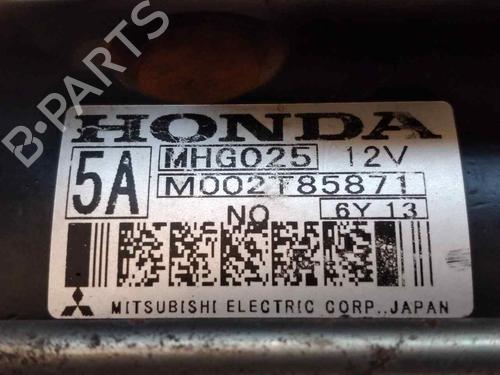 B-PARTS
HONDA
5A MHG025 12V
M002T85871
NO 6Y 13
MITSUBISHI ELECTRIC CORP., JAPAN